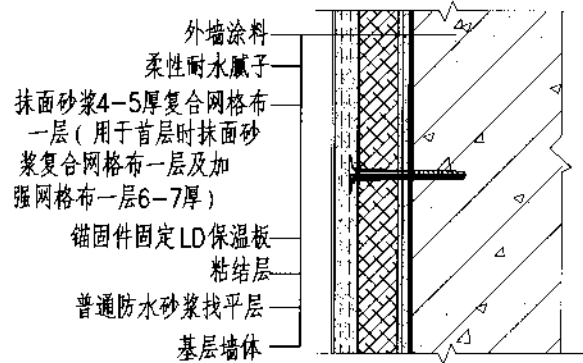 外墙涂料
柔性耐水腻子
抹面砂浆4-5厚复合网格布
一层(用于首层时抹面砂
浆复合网格布一层及加
强网格布一层6-7厚)
锚固件固定LD保温板
粘结层
普通防水砂浆找平层
基层墙体